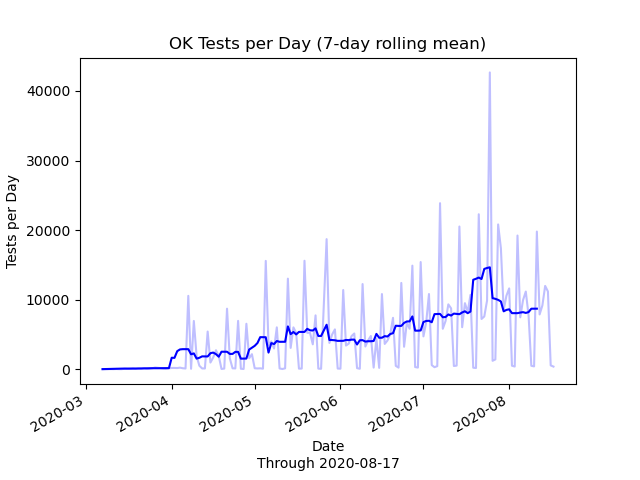 OK Tests per Day (7-day rolling mean)
40000
30000
20000
10000
0
Tests per Day
2020-03
2020-04
2020-05
2020-06
2020-07
2020-08
Date
Through 2020-08-17